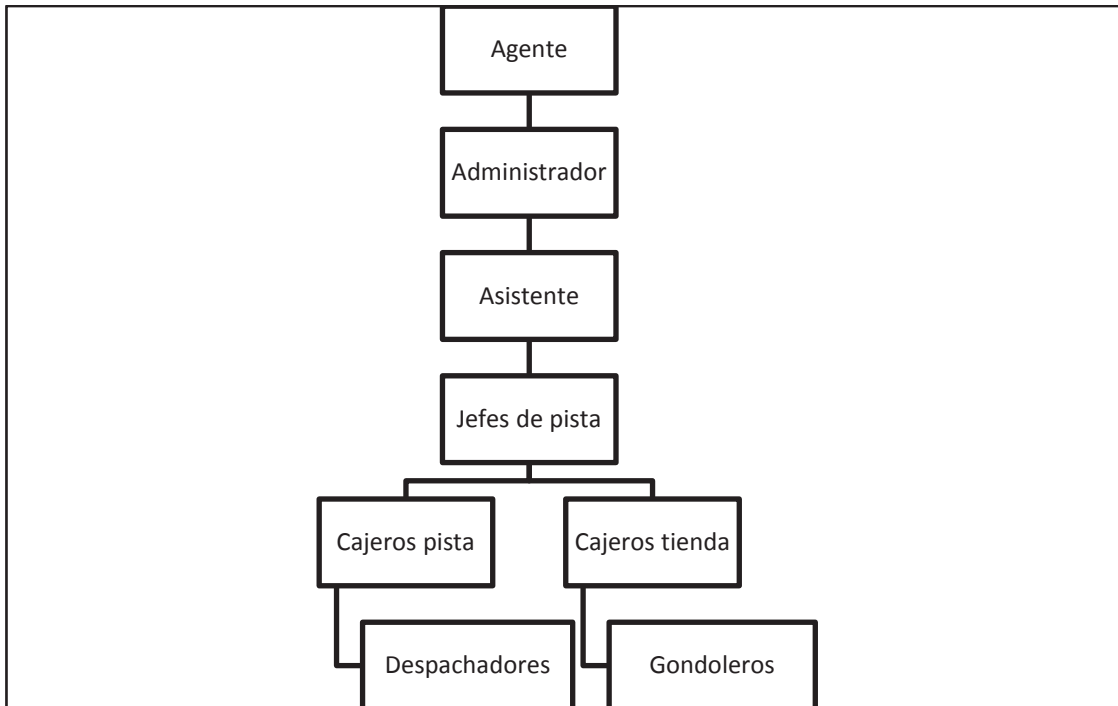 Agente
Administrador
Asistente
Jefes de pista
Cajeros pista
Cajeros tienda
Despachadores
Gondoleros